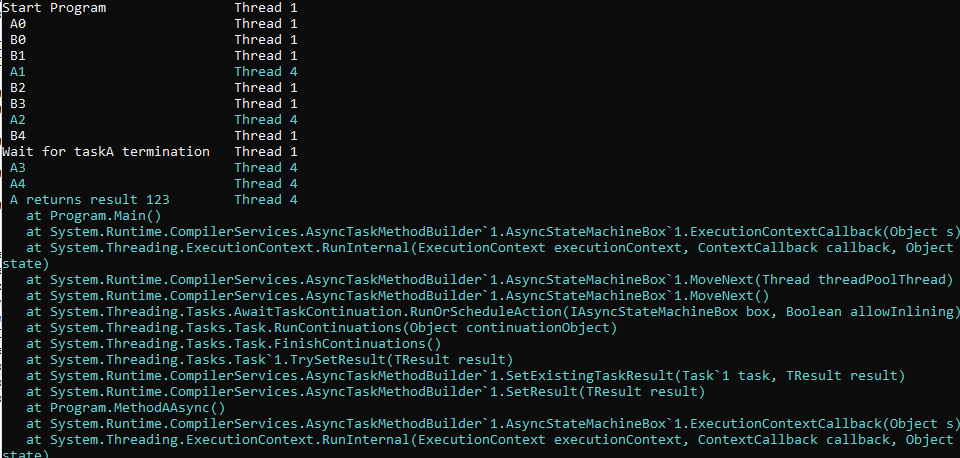 Start Program Thread 1
A0 Thread 1
B0 Thread 1
B1 Thread 1
A1 Thread 4
B2 Thread 1
B3 Thread 1
A2 Thread 4
B4 Thread 1
Wait for taskA termination Thread 1
A3 Thread 4
A4 Thread 4
A returns result 123 Thread 4
at Program.Main()
at System.Runtime.CompilerServices.AsyncTaskMethodBuilder`1.AsyncStateMachineBox`1.ExecutionContextCallback(Object s)
at System.Threading.ExecutionContext.RunInternal(ExecutionContext executionContext, ContextCallback callback, Object
state)
at System.Runtime.CompilerServices.AsyncTaskMethodBuilder`1.AsyncStateMachineBox`1.MoveNext(Thread threadPoolThread)
at System.Runtime.CompilerServices.AsyncTaskMethodBuilder`1.AsyncStateMachineBox`1.MoveNext()
at System.Threading.Tasks.AwaitTaskContinuation.RunOrScheduleAction(IAsyncStateMachineBox box, Boolean allowInlining)
at System.Threading.Tasks.Task.RunContinuations(Object continuationObject)
at System.Threading.Tasks.Task.FinishContinuations()
at System.Threading.Tasks.Task`1.TrySetResult(TResult result)
at System.Runtime.CompilerServices.AsyncTaskMethodBuilder`1.SetExistingTaskResult(Task`1 task, TResult result)
at System.Runtime.CompilerServices.AsyncTaskMethodBuilder`1.SetResult(TResult result)
at Program.MethodAAsync()
at System.Runtime.CompilerServices.AsyncTaskMethodBuilder`1.AsyncStateMachineBox`1.ExecutionContextCallback(Object s)
at System.Threading.ExecutionContext.RunInternal(ExecutionContext executionContext, ContextCallback callback, Object
state)